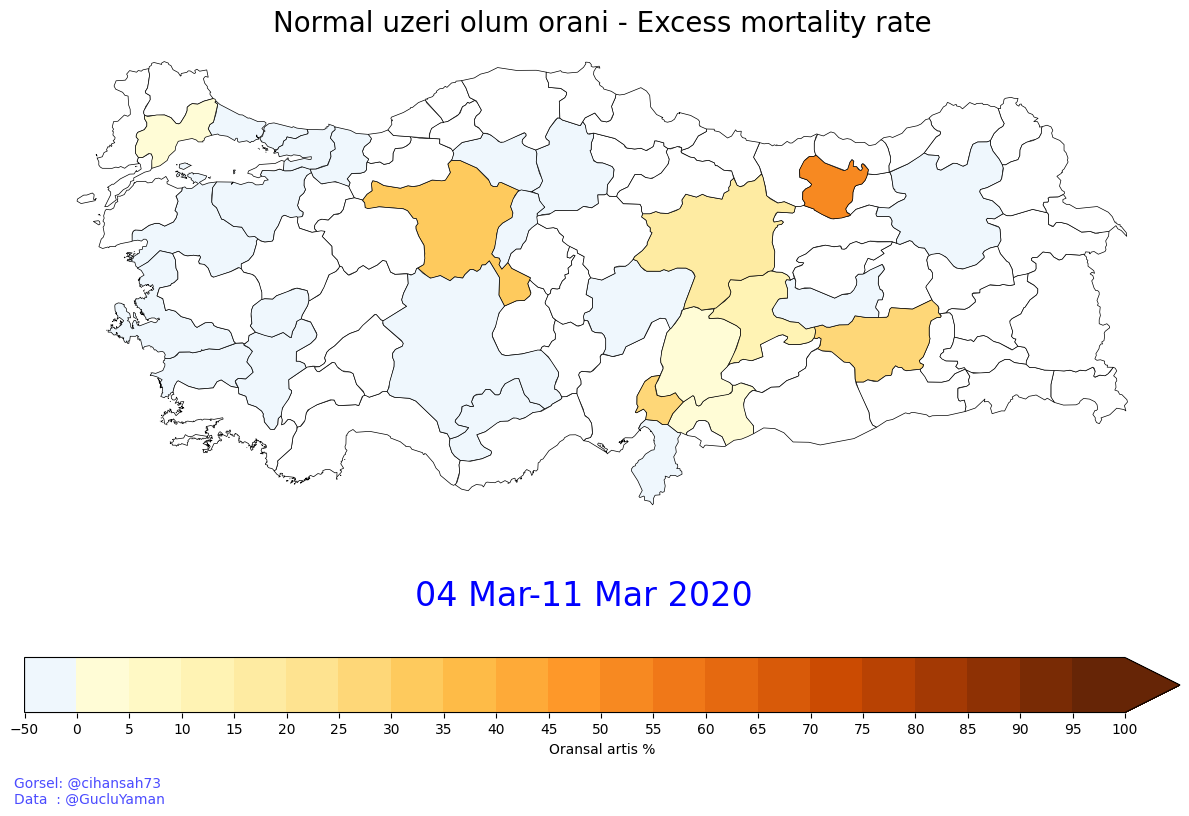 Normal uzeri olum orani - Excess mortality rate
04 Mar-11 Mar 2020
−50 0 5 10 15 20 25 30 35 40 45 50 55 60 65 70 75 80 85 90 95 100
Oransal artis %
Gorsel: @cihansah73
Data  : @GucluYaman